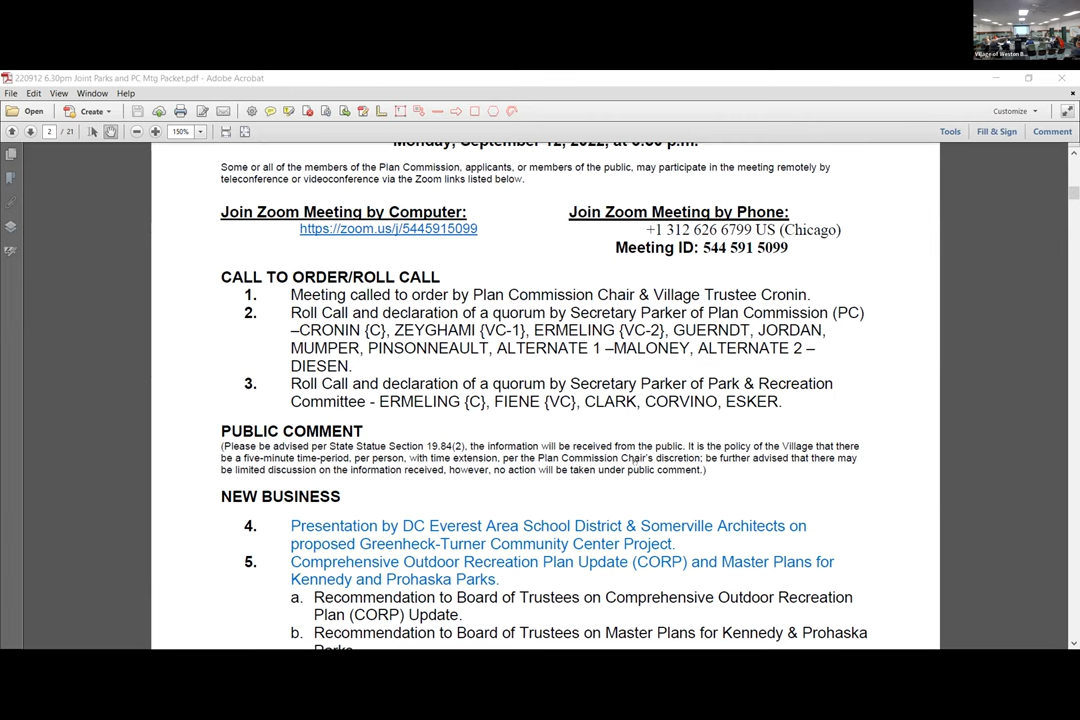 Village of Weston B...
220912 6.30pm Joint Parks and PC Mtg Packet.pdf - Adobe Acrobat
File Edit View Window Help
Open Create Customize
2 / 21 150% Tools Fill & Sign Comment
Monday, September 12, 2022, at 6:30 p.m.
Some or all of the members of the Plan Commission, applicants, or members of the public, may participate in the meeting remotely by
teleconference or videoconference via the Zoom links listed below.
Join Zoom Meeting by Computer: Join Zoom Meeting by Phone:
https://zoom.us/j/5445915099 +1 312 626 6799 US (Chicago)
Meeting ID: 544 591 5099
CALL TO ORDER/ROLL CALL
1. Meeting called to order by Plan Commission Chair & Village Trustee Cronin.
2. Roll Call and declaration of a quorum by Secretary Parker of Plan Commission (PC)
–CRONIN {C}, ZEYGHAMI {VC-1}, ERMELING {VC-2}, GUERNDT, JORDAN,
MUMPER, PINSONNEAULT, ALTERNATE 1 –MALONEY, ALTERNATE 2 –
DIESEN.
3. Roll Call and declaration of a quorum by Secretary Parker of Park & Recreation
Committee - ERMELING {C}, FIENE {VC}, CLARK, CORVINO, ESKER.
PUBLIC COMMENT
(Please be advised per State Statue Section 19.84(2), the information will be received from the public. It is the policy of the Village that there
be a five-minute time-period, per person, with time extension, per the Plan Commission Chair's discretion; be further advised that there may
be limited discussion on the information received, however, no action will be taken under public comment.)
NEW BUSINESS
4. Presentation by DC Everest Area School District & Somerville Architects on
proposed Greenheck-Turner Community Center Project.
5. Comprehensive Outdoor Recreation Plan Update (CORP) and Master Plans for
Kennedy and Prohaska Parks.
a. Recommendation to Board of Trustees on Comprehensive Outdoor Recreation
Plan (CORP) Update.
b. Recommendation to Board of Trustees on Master Plans for Kennedy & Prohaska
Parks.